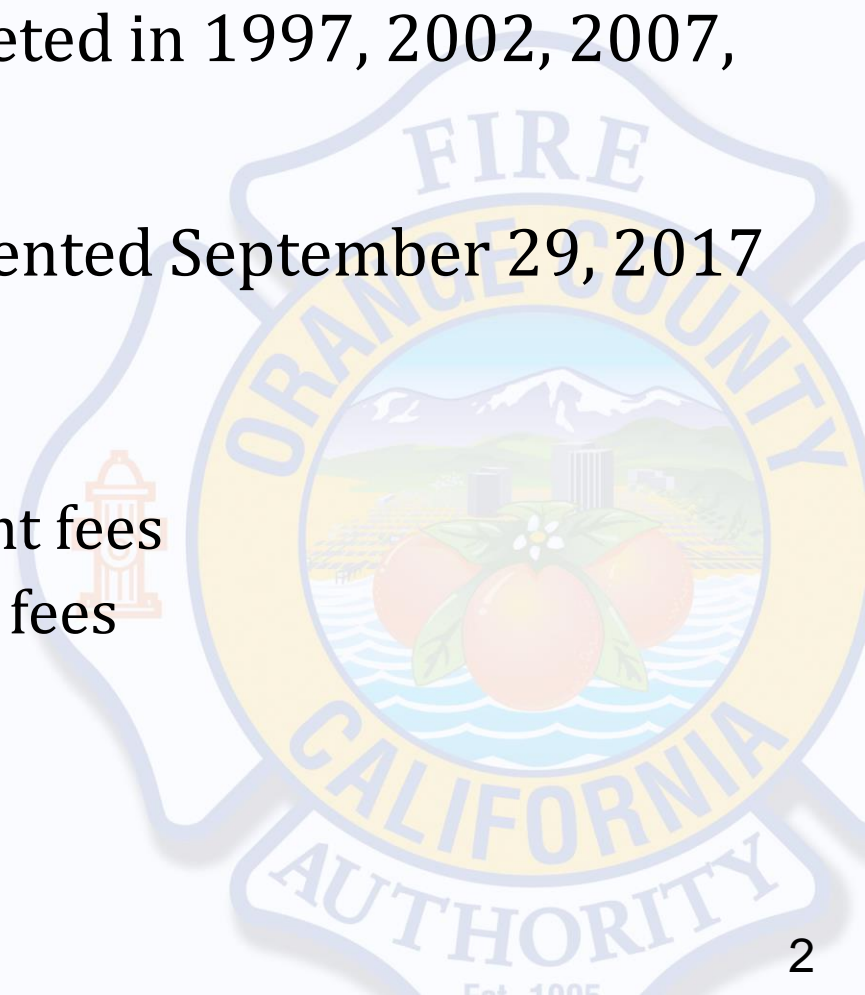 eted in 1997, 2002, 2007,
FIRE
ented September 29, 2017
ORANGE COUNTY
nt fees
fees
CALIFORNIA
AUTHORITY
2